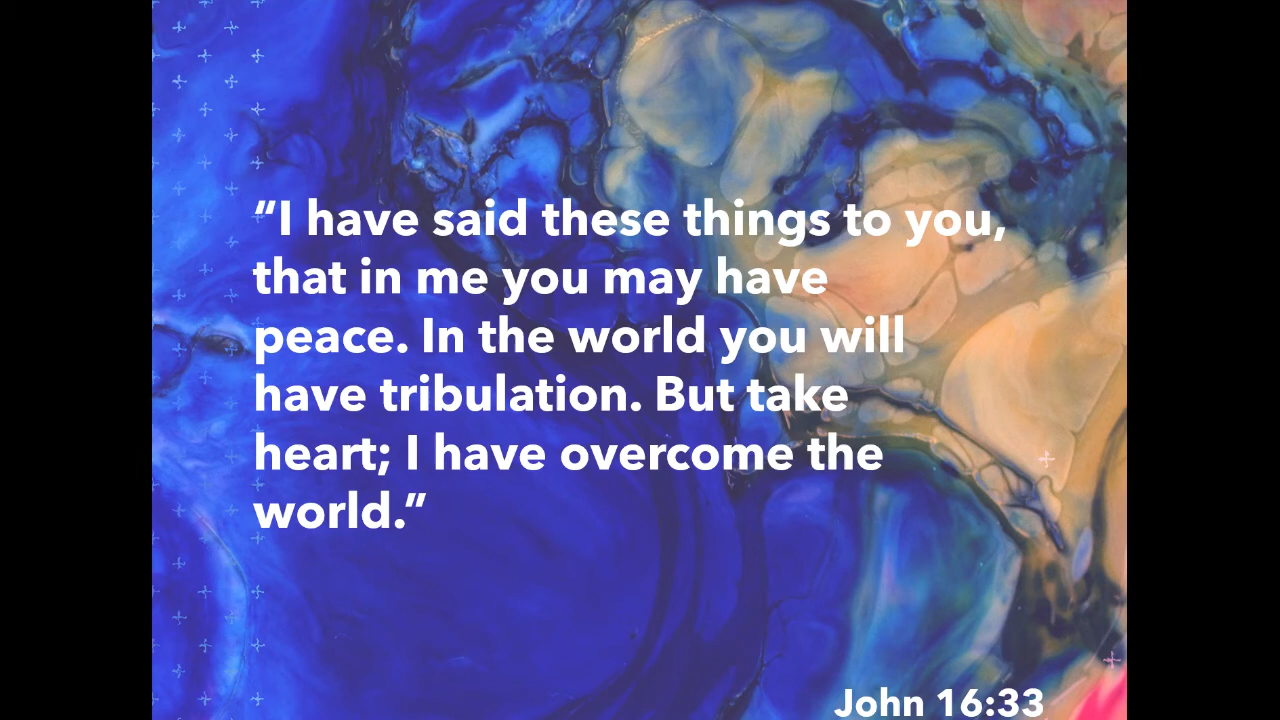 “I have said these things to you,
that in me you may have
peace. In the world you will
have tribulation. But take
heart; I have overcome the
world.”
John 16:33